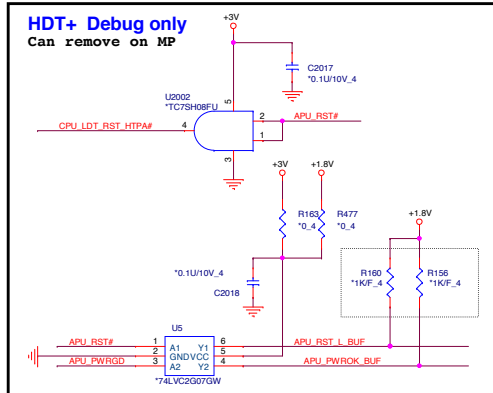 HDT+ Debug only
Can remove on MP
+3V
C2017
*0.1U/10V_4
U2002
*TC7SH08FU
5
CPU_LDT_RST_HTPA#
4
2
APU_RST#
1
3
+3V
+1.8V
R163
*0_4
R477
*0_4
+1.8V
*0.1U/10V_4
C2018
R160
*1K/F_4
R156
*1K/F_4
U5
APU_RST#
1
A1
Y1
6
APU_RST_L_BUF
2
GND
VCC
5
APU_PWRGD
3
A2
Y2
4
APU_PWROK_BUF
*74LVC2G07GW